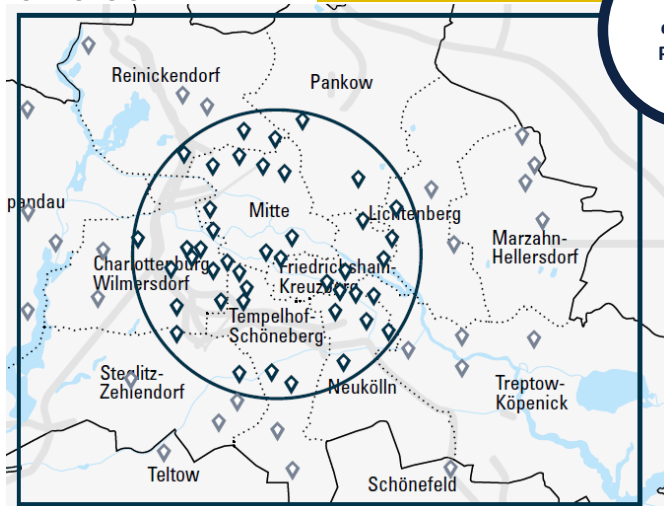 Reinickendorf
Pankow
Mitte
Lichtenberg
Marzahn-
Hellersdorf
Charlottenburg
Wilmersdorf
Friedrichshain-
Kreuzberg
Tempelhof-
Schöneberg
Steglitz-
Zehlendorf
Neukölln
Treptow-
Köpenick
Teltow
Schönefeld